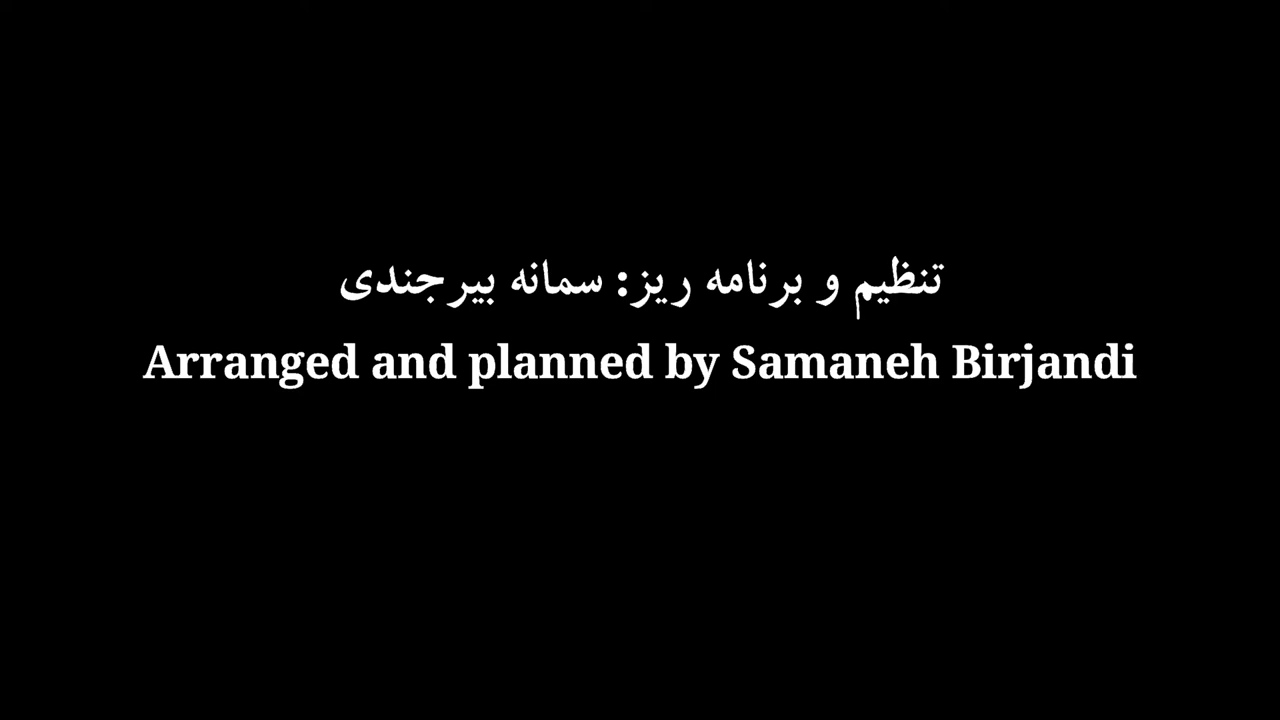 تنظیم و برنامه ریز: سمانه بیرجندی
Arranged and planned by Samaneh Birjandi